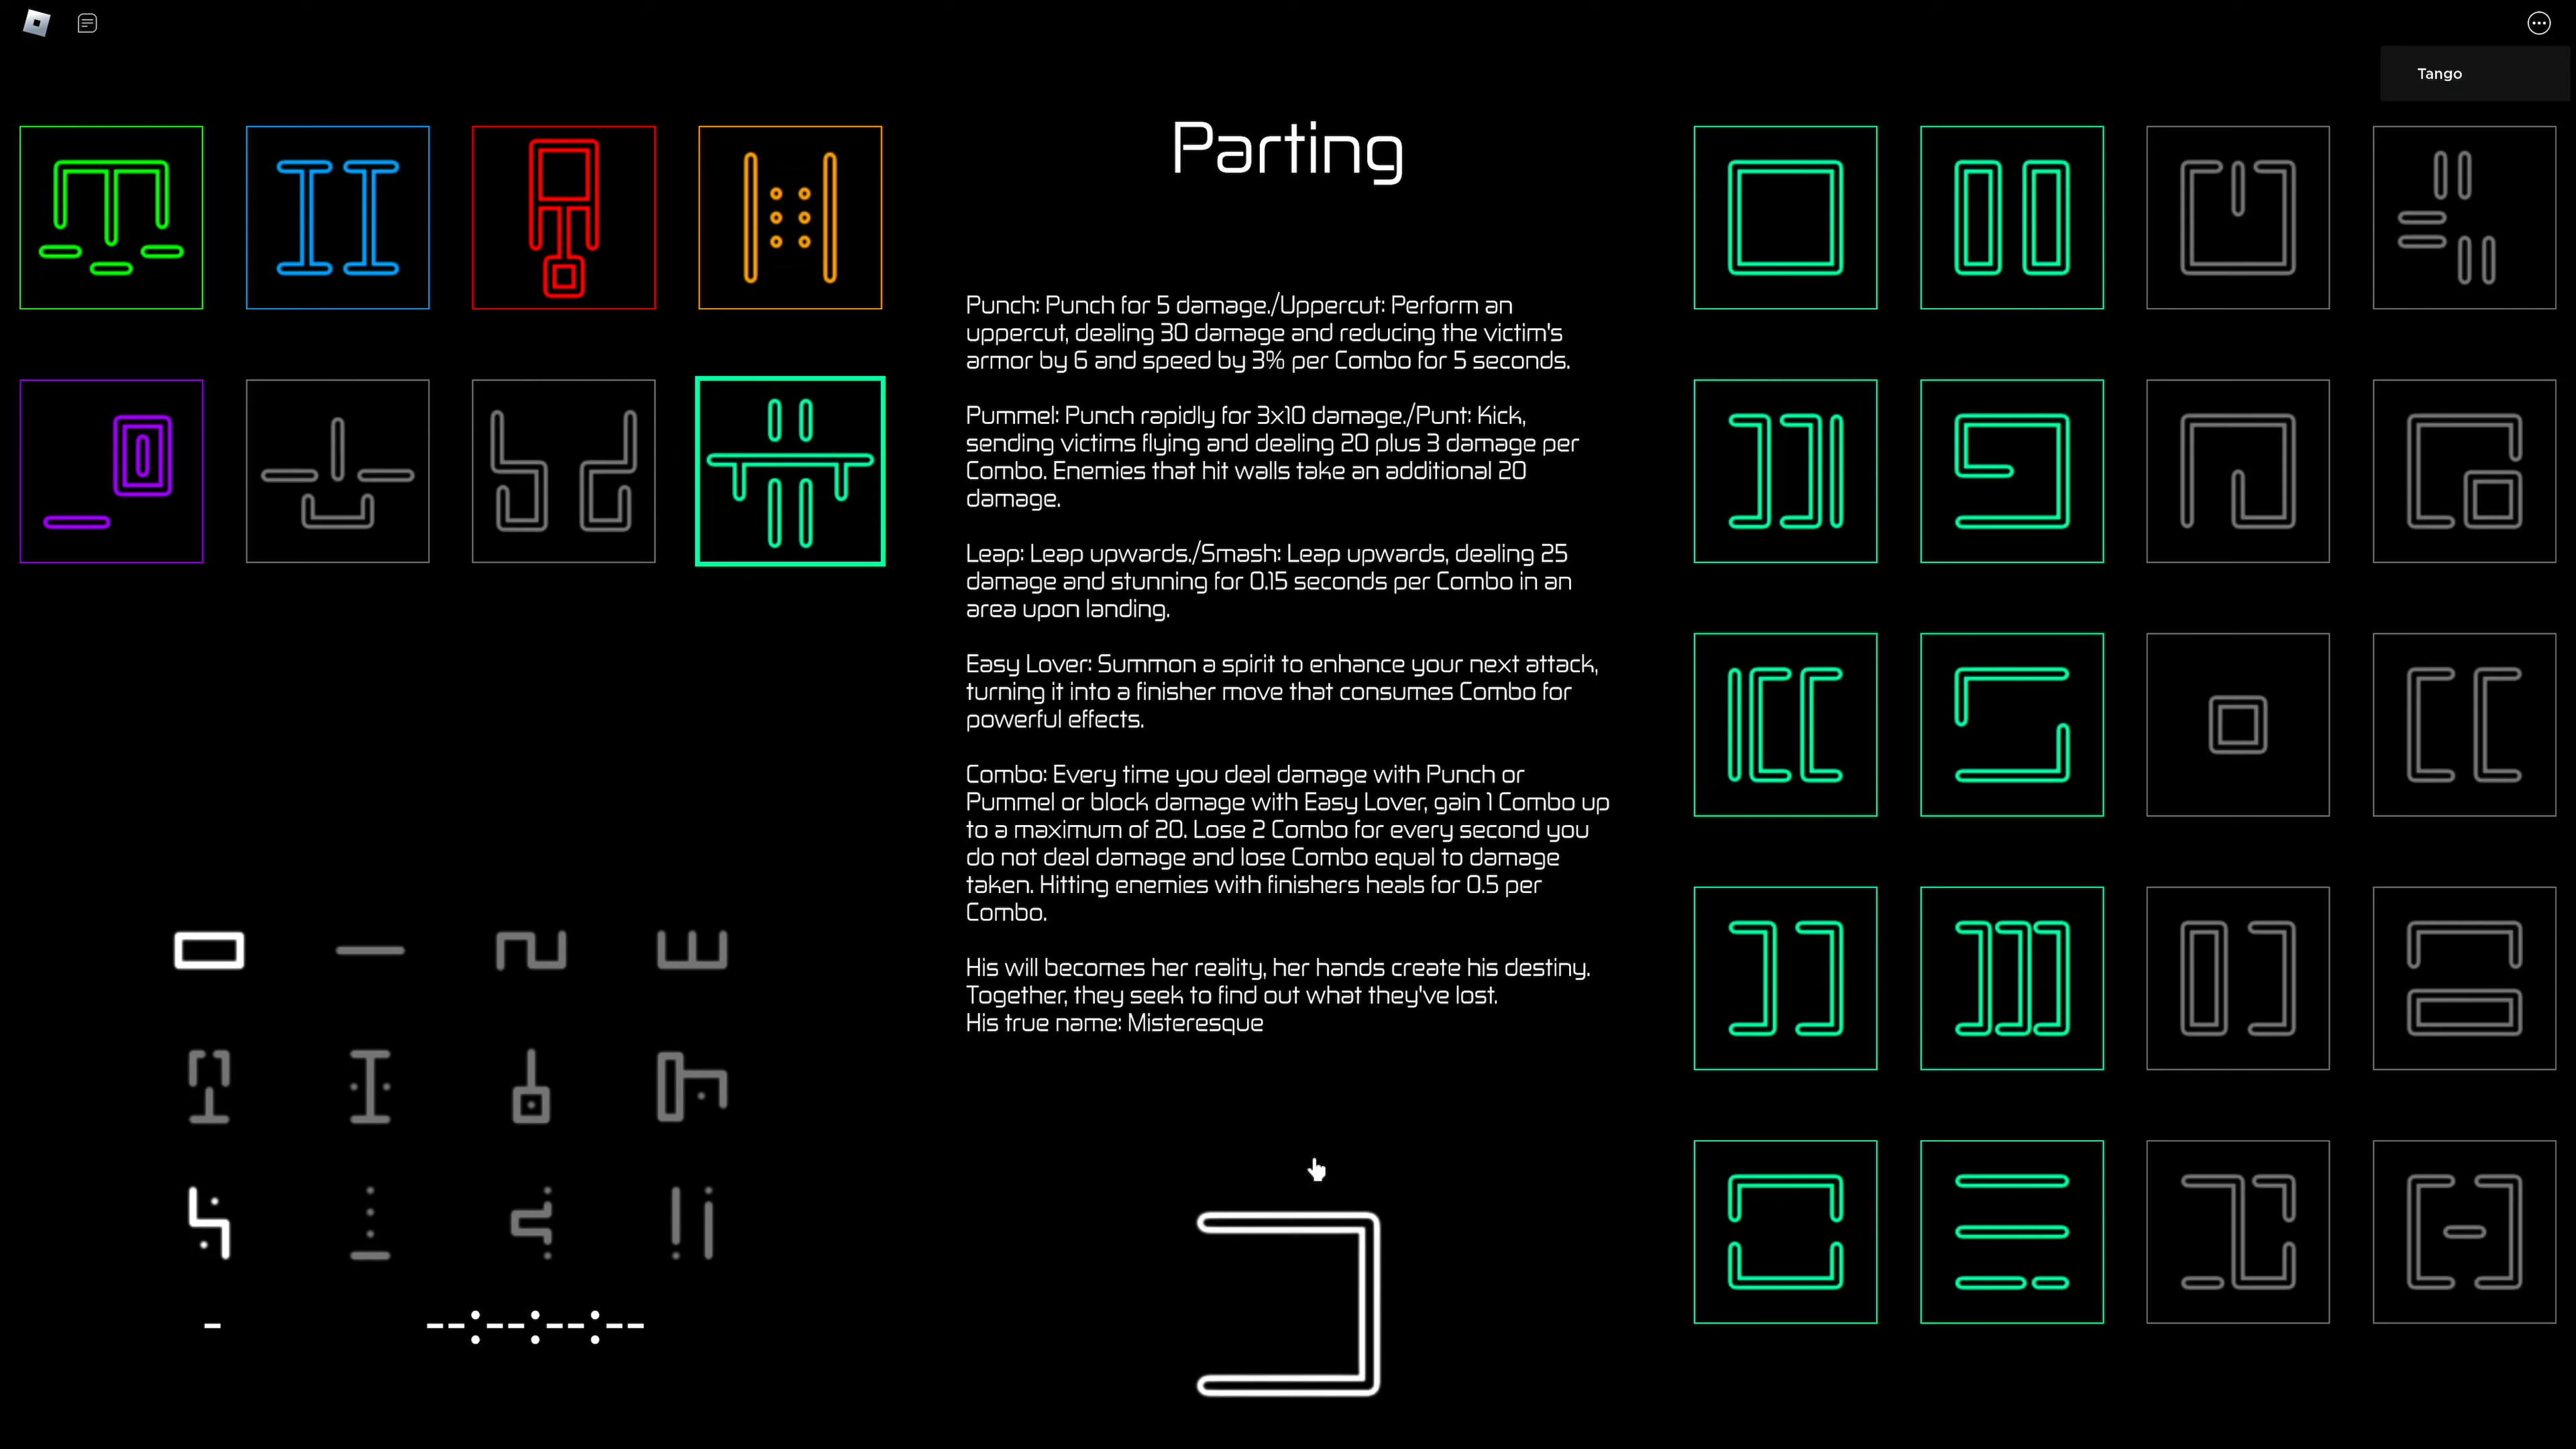 Tango
Parting
Punch: Punch for 5 damage./Uppercut: Perform an
uppercut, dealing 30 damage and reducing the victim's
armor by 6 and speed by 3% per Combo for 5 seconds.
Pummel: Punch rapidly for 3x10 damage./Punt: Kick,
sending victims flying and dealing 20 plus 3 damage per
Combo. Enemies that hit walls take an additional 20
damage.
Leap: Leap upwards./Smash: Leap upwards, dealing 25
damage and stunning for 0.15 seconds per Combo in an
area upon landing.
Easy Lover: Summon a spirit to enhance your next attack,
turning it into a finisher move that consumes Combo for
powerful effects.
Combo: Every time you deal damage with Punch or
Pummel or block damage with Easy Lover, gain 1 Combo up
to a maximum of 20. Lose 2 Combo for every second you
do not deal damage and lose Combo equal to damage
taken. Hitting enemies with finishers heals for 0.5 per
Combo.
His will becomes her reality, her hands create his destiny.
Together, they seek to find out what they've lost.
His true name: Misteresque
- --:--:--:--